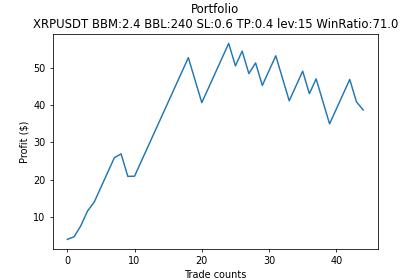 Portfolio
XRPUSDT BBM:2.4 BBL:240 SL:0.6 TP:0.4 lev:15 WinRatio:71.0
Profit ($)
50
40
30
20
10
0 10 20 30 40
Trade counts